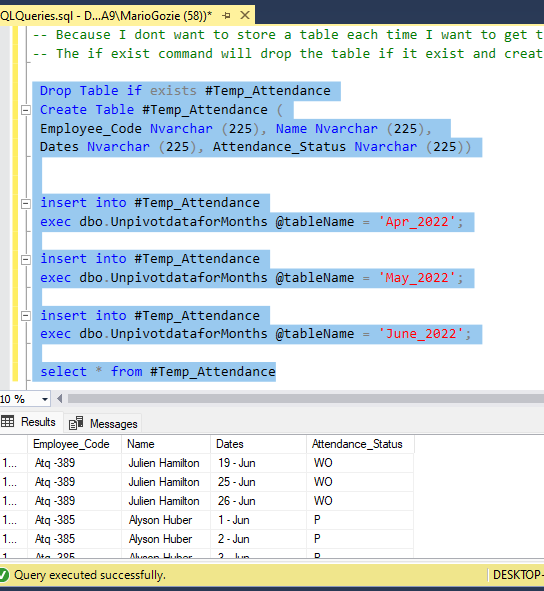 QLQueries.sql - D...A9\MarioGozie (58))*
-- Because I dont want to store a table each time I want to get t
-- The if exist command will drop the table if it exist and creat
Drop Table if exists #Temp_Attendance
Create Table #Temp_Attendance (
Employee_Code Nvarchar (225), Name Nvarchar (225),
Dates Nvarchar (225), Attendance_Status Nvarchar (225))
insert into #Temp_Attendance
exec dbo.UnpivotdataforMonths @tableName = 'Apr_2022';
insert into #Temp_Attendance
exec dbo.UnpivotdataforMonths @tableName = 'May_2022';
insert into #Temp_Attendance
exec dbo.UnpivotdataforMonths @tableName = 'June_2022';
select * from #Temp_Attendance
10 %
Results Messages
Employee_Code Name Dates Attendance_Status
1... Atq -389 Julien Hamilton 19 - Jun WO
1... Atq -389 Julien Hamilton 25 - Jun WO
1... Atq -389 Julien Hamilton 26 - Jun WO
1... Atq -385 Alyson Huber 1 - Jun P
1... Atq -385 Alyson Huber 2 - Jun P
1... Atq -385 Alyson Huber 3 - Jun P
Query executed successfully. DESKTOP-